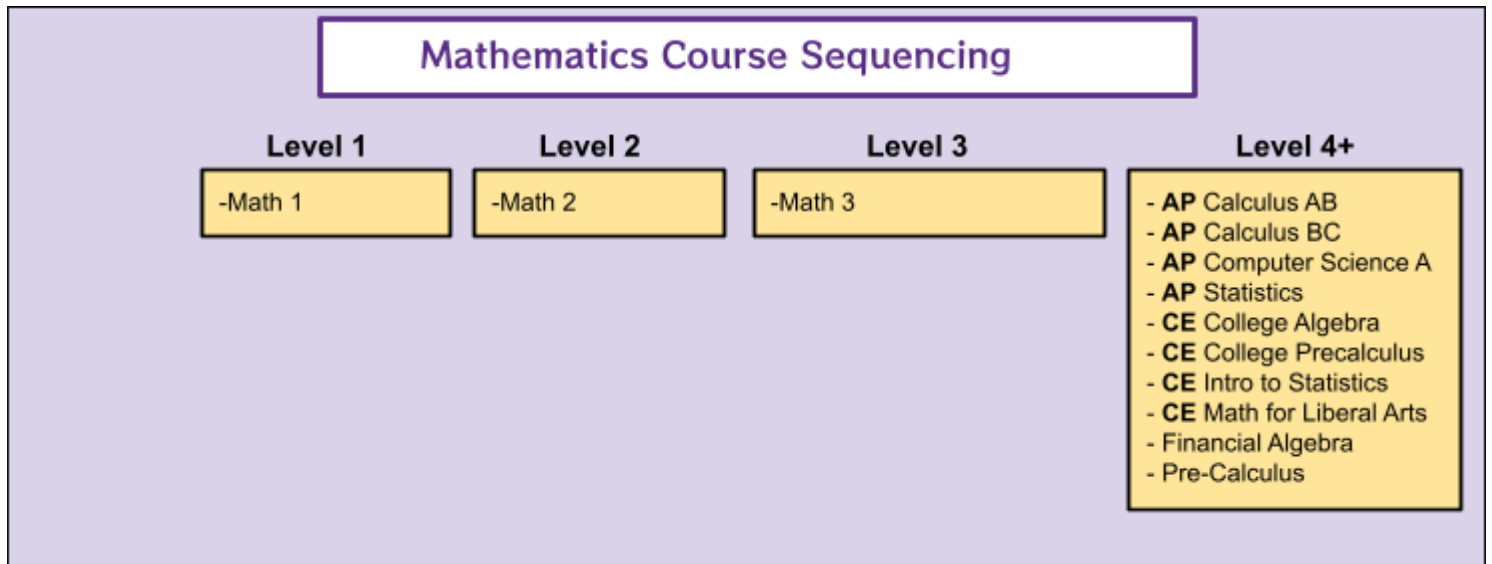 Mathematics Course Sequencing
Level 1
-Math 1
Level 2
-Math 2
Level 3
-Math 3
Level 4+
- AP Calculus AB
- AP Calculus BC
- AP Computer Science A
- AP Statistics
- CE College Algebra
- CE College Precalculus
- CE Intro to Statistics
- CE Math for Liberal Arts
- Financial Algebra
- Pre-Calculus